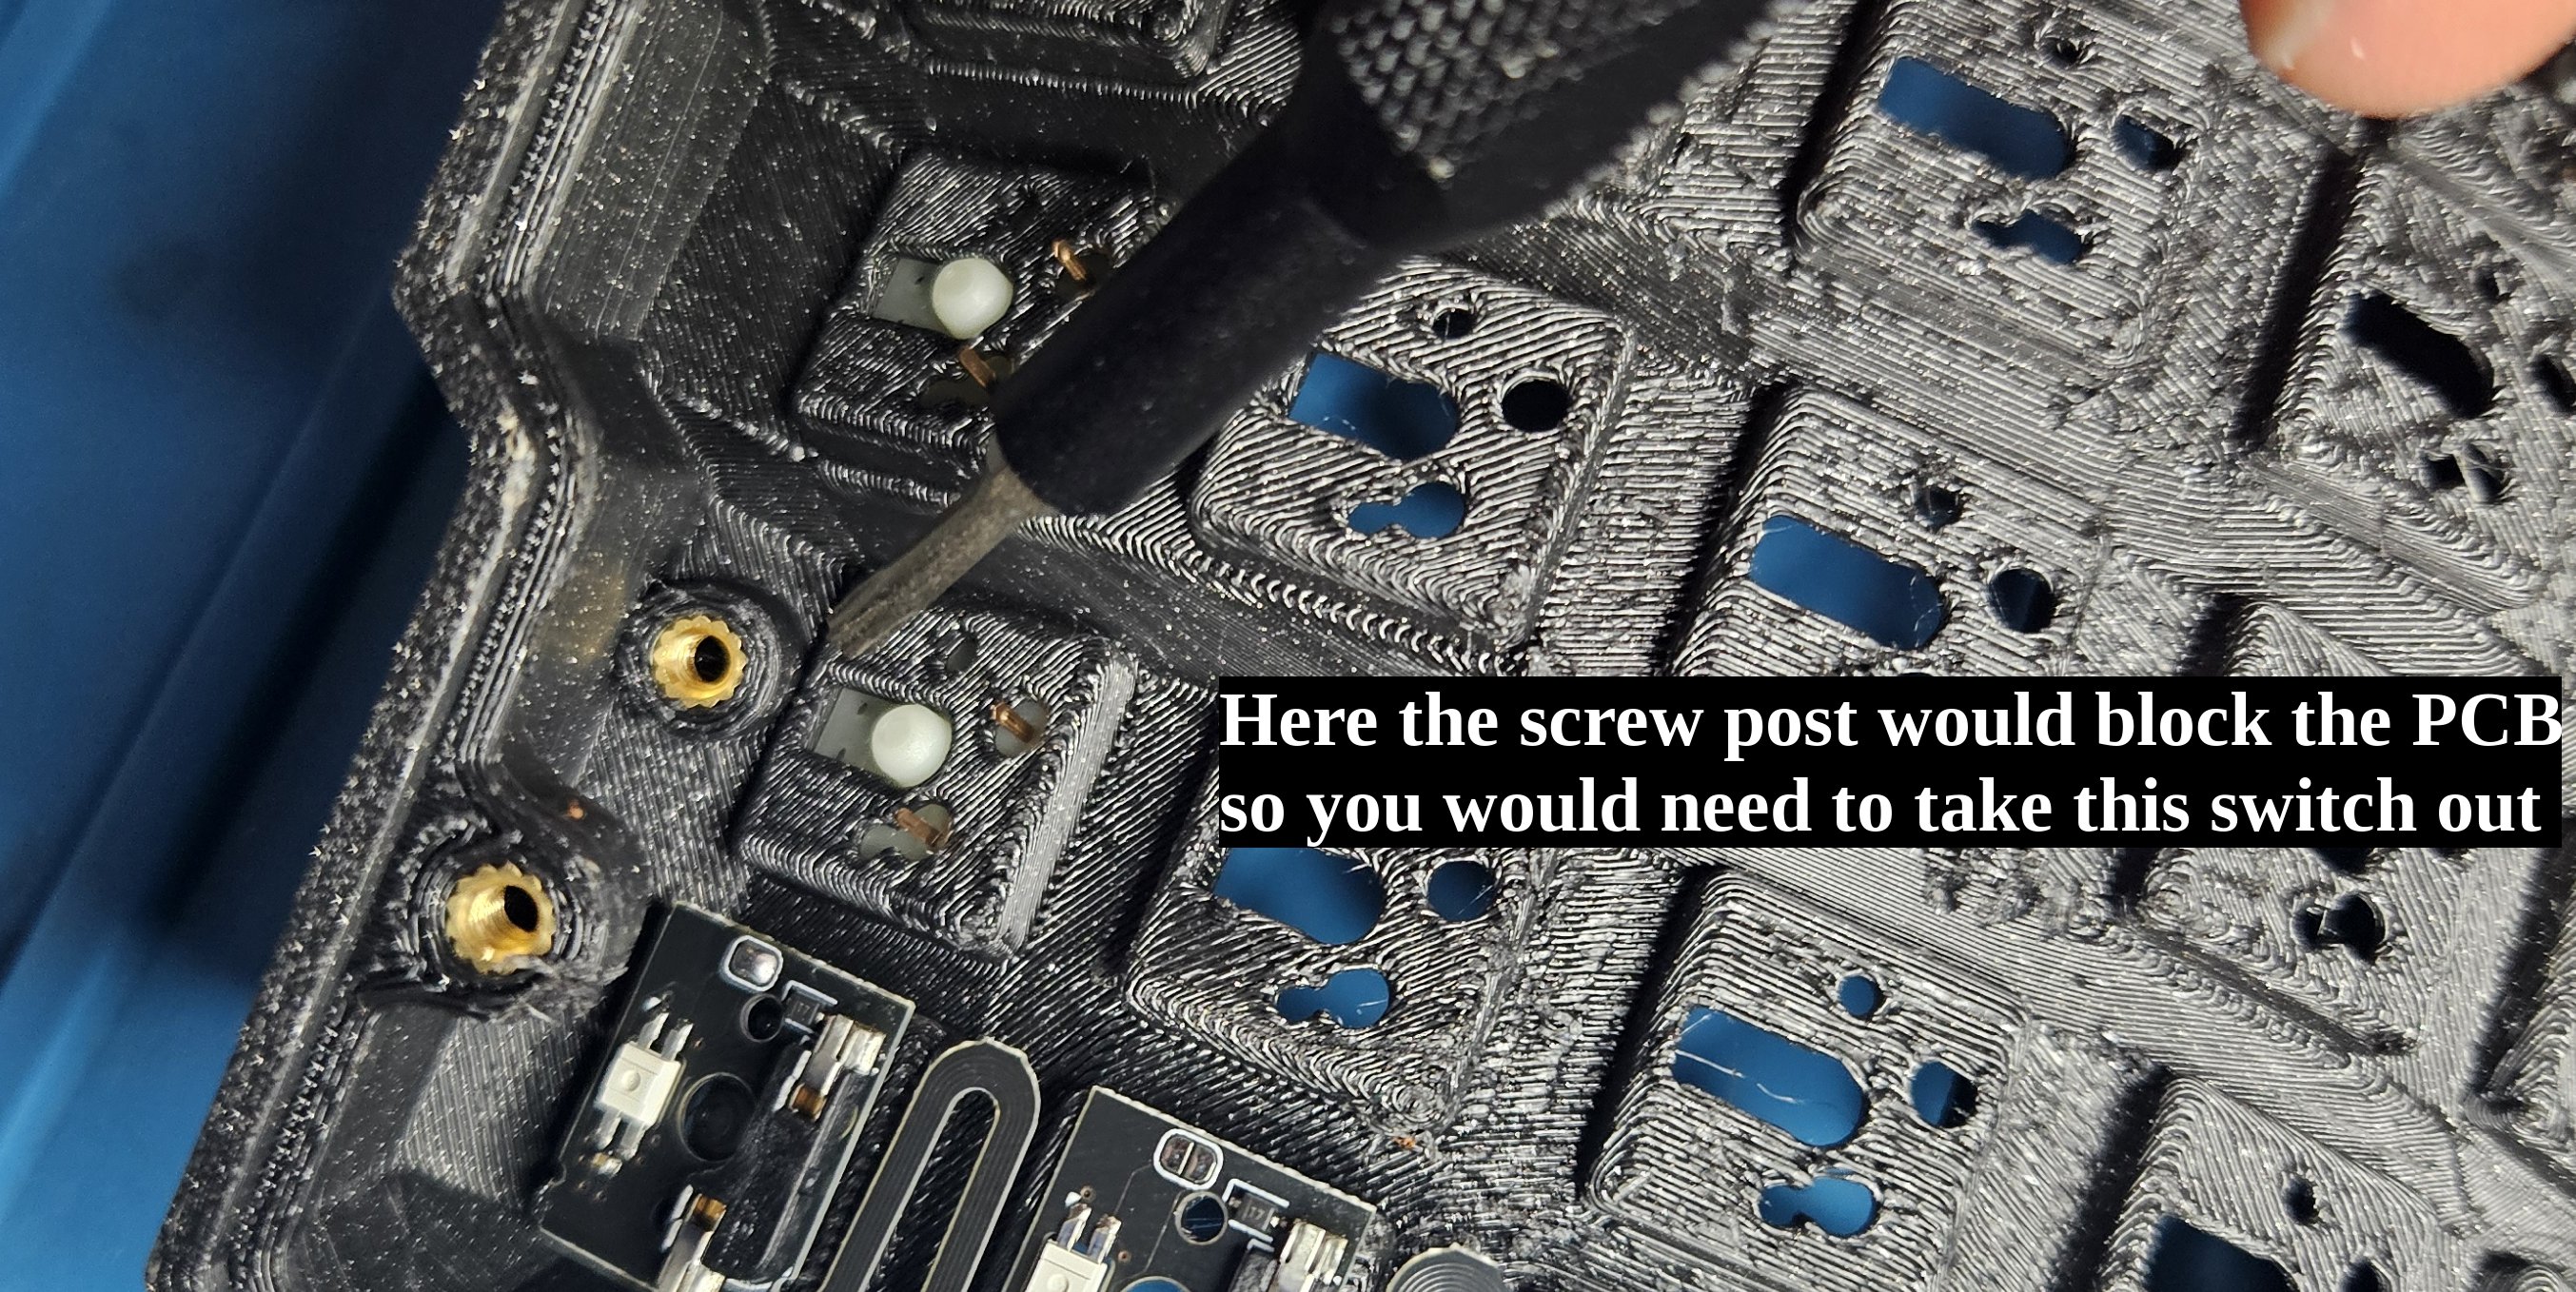 Here the screw post would block the PCB
so you would need to take this switch out